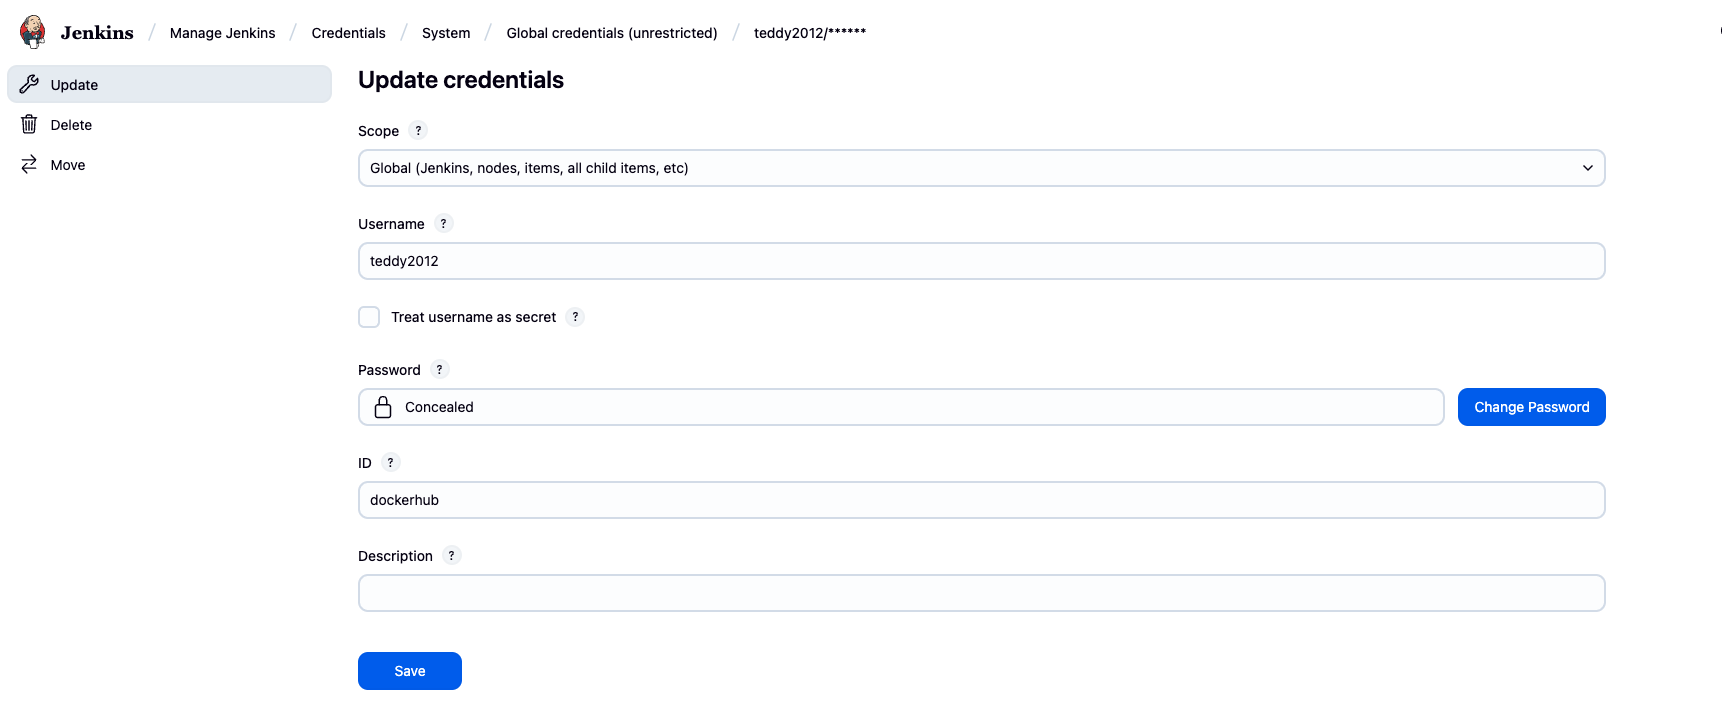 Jenkins / Manage Jenkins / Credentials / System / Global credentials (unrestricted) / teddy2012/******
Update
Delete
Move
Update credentials
Scope ?
Global (Jenkins, nodes, items, all child items, etc)
Username ?
teddy2012
Treat username as secret ?
Password ?
Concealed
Change Password
ID ?
dockerhub
Description ?
Save